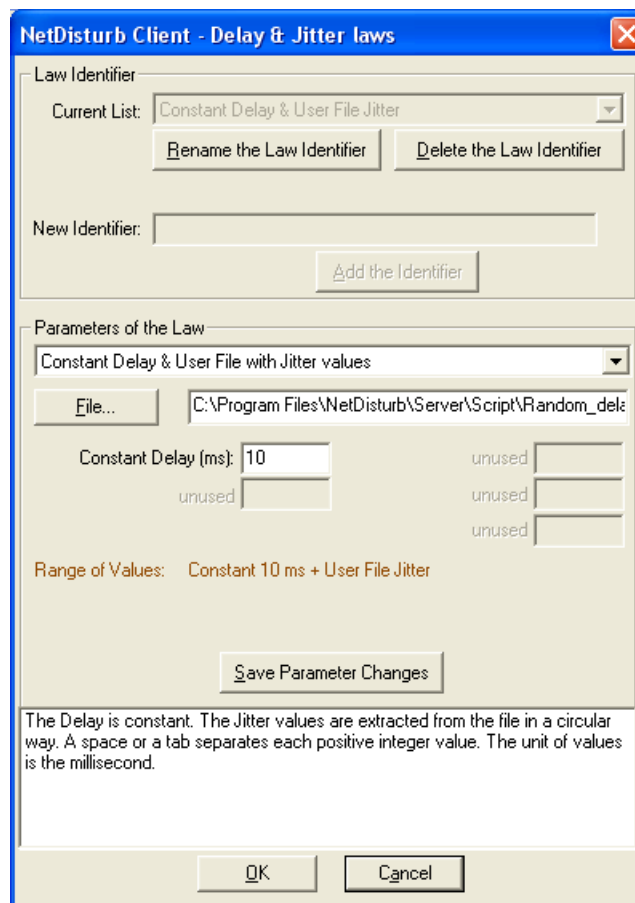 NetDisturb Client - Delay & Jitter laws
Law Identifier
Current List: Constant Delay & User File Jitter
Rename the Law Identifier Delete the Law Identifier
New Identifier:
Add the Identifier
Parameters of the Law
Constant Delay & User File with Jitter values
File... C:\Program Files\NetDisturb\Server\Script\Random_dela
Constant Delay (ms): 10 unused
unused unused
unused
Range of Values: Constant 10 ms + User File Jitter
Save Parameter Changes
The Delay is constant. The Jitter values are extracted from the file in a circular
way. A space or a tab separates each positive integer value. The unit of values
is the millisecond.
OK Cancel